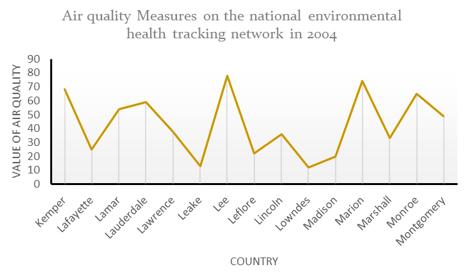 Air quality Measures on the national environmental
health tracking network in 2004
VALUE OF AIR QUALITY
90
80
70
60
50
40
30
20
10
0
Kemper
Lafayette
Lamar
Lauderdale
Lawrence
Leake
Lee
Leflore
Lincoln
Lowndes
Madison
Marion
Marshall
Monroe
Montgomery
COUNTRY